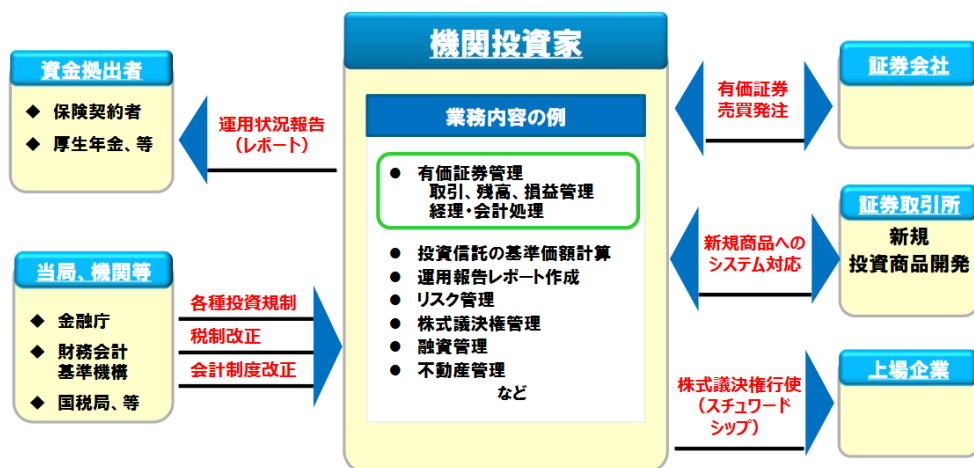 機関投資家
資金拠出者
◆ 保険契約者
◆ 厚生年金、等
運用状況報告
(レポート)
当局、機関等
◆ 金融庁
◆ 財務会計
基準機構
◆ 国税局、等
各種投資規制
税制改正
会計制度改正
業務内容の例
● 有価証券管理
取引、残高、損益管理
経理・会計処理
● 投資信託の基準価額計算
● 運用報告レポート作成
● リスク管理
● 株式議決権管理
● 融資管理
● 不動産管理
など
有価証券
売買発注
証券会社
新規商品への
システム対応
証券取引所
新規
投資商品開発
株式議決権行使
(スチュワード
シップ)
上場企業